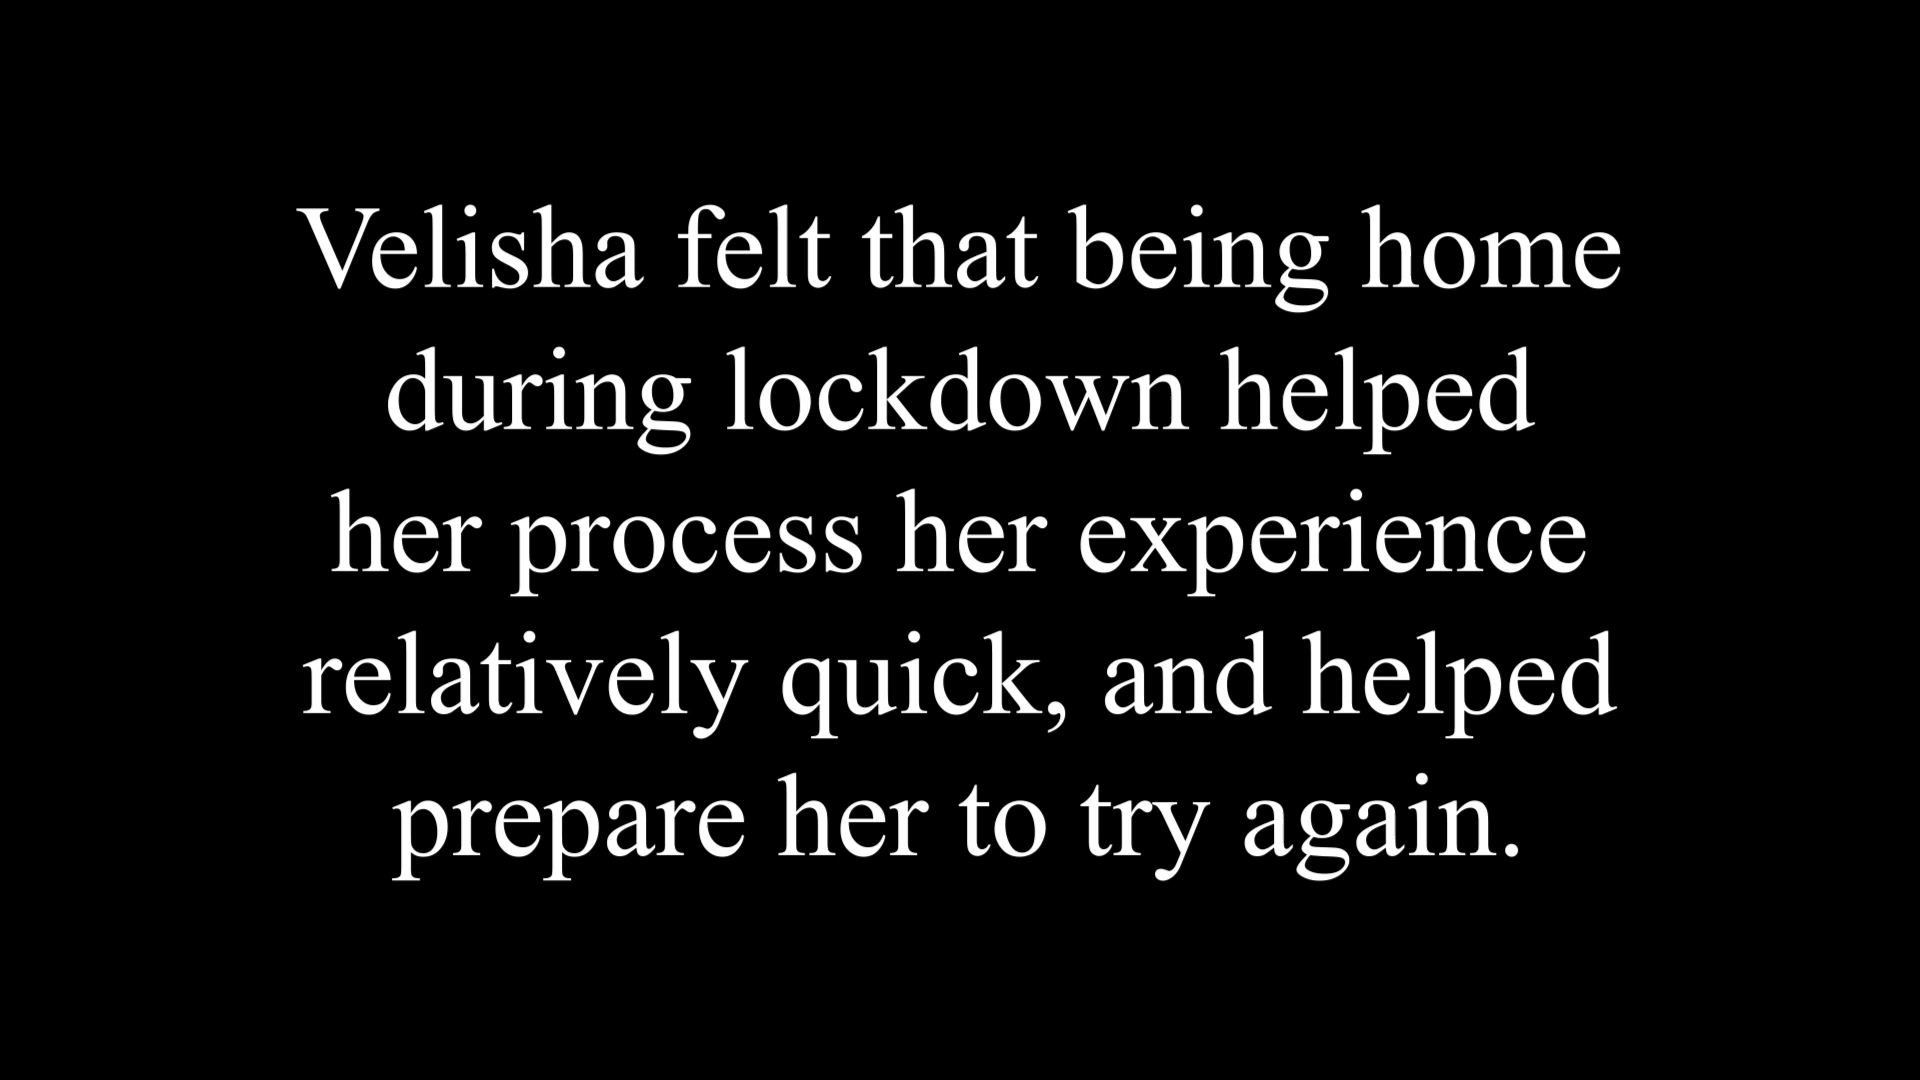 Velisha felt that being home
during lockdown helped
her process her experience
relatively quick, and helped
prepare her to try again.